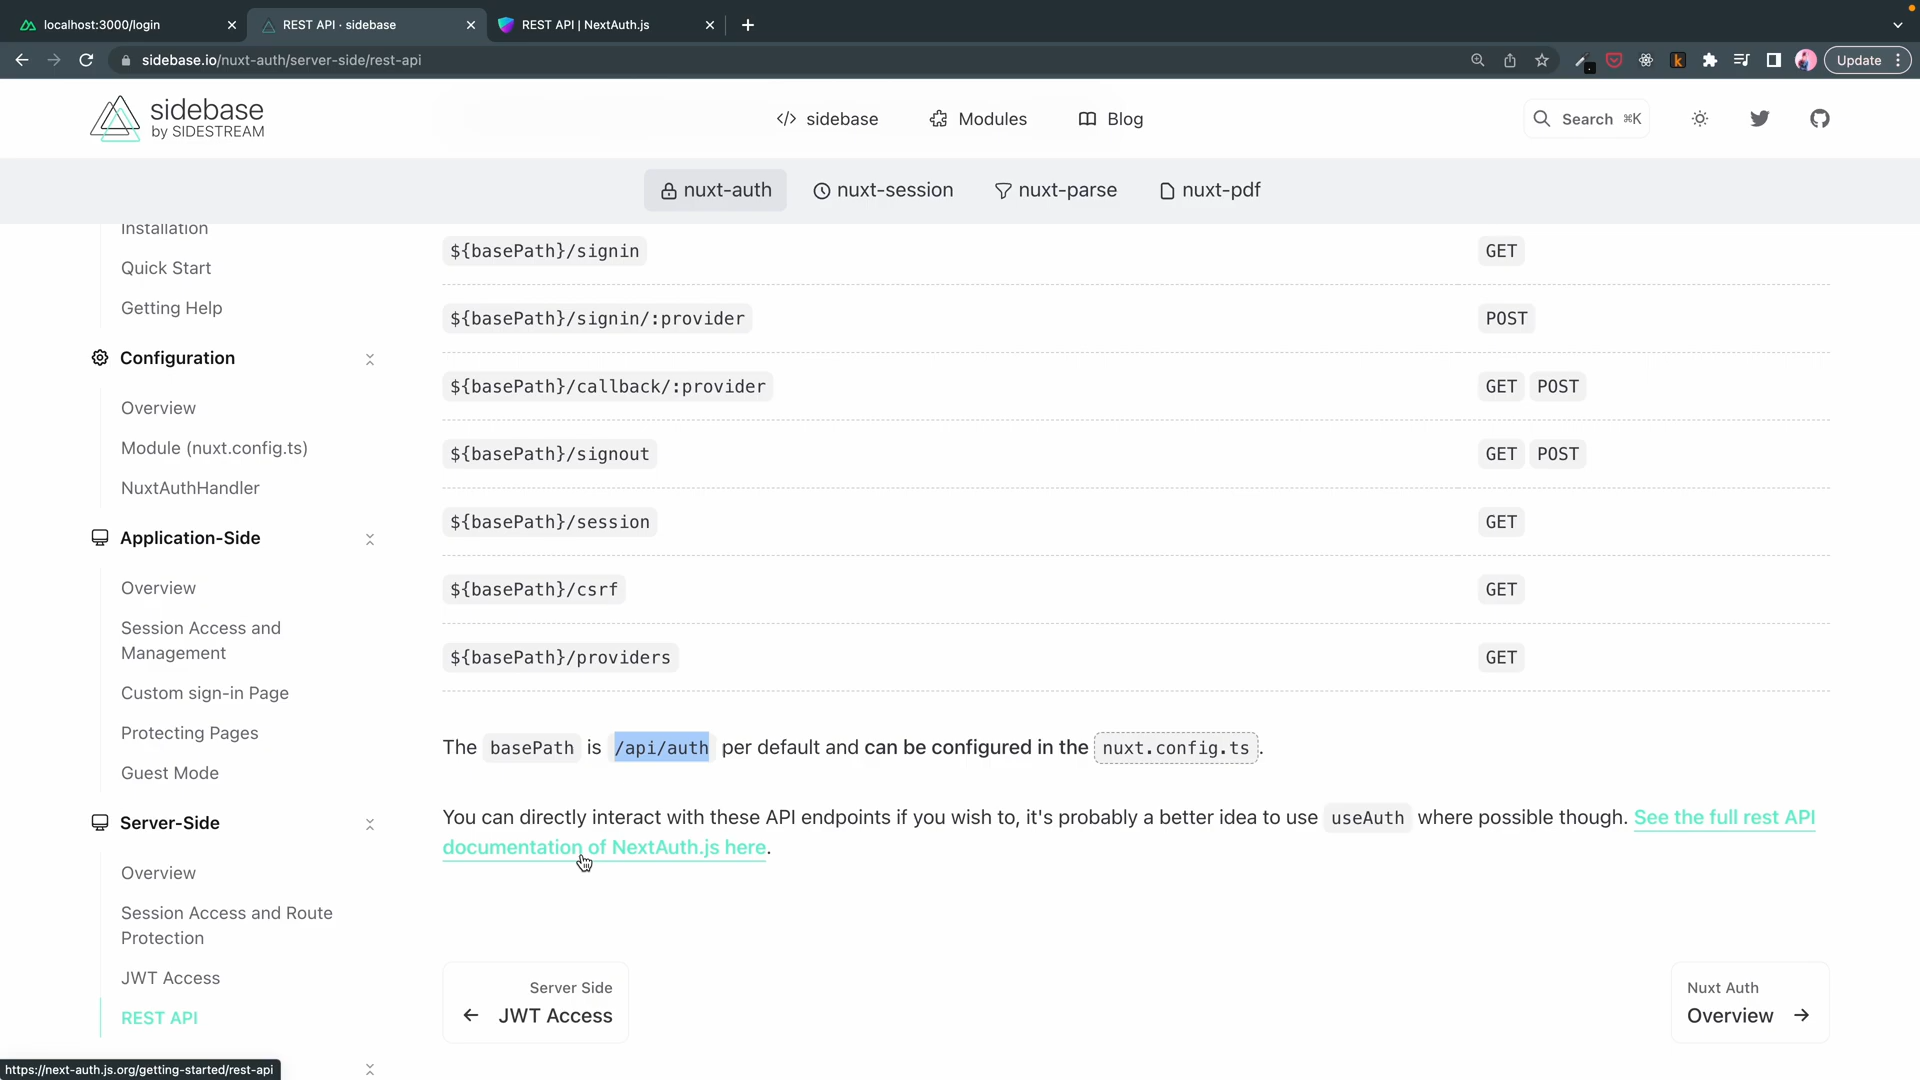 localhost:3000/login
REST API · sidebase
REST API | NextAuth.js
sidebase.io/nuxt-auth/server-side/rest-api
Update
sidebase
by SIDESTREAM
</> sidebase
Modules
Blog
Search ⌘K
nuxt-auth
nuxt-session
nuxt-parse
nuxt-pdf
Installation
Quick Start
Getting Help
Configuration
Overview
Module (nuxt.config.ts)
NuxtAuthHandler
Application-Side
Overview
Session Access and
Management
Custom sign-in Page
Protecting Pages
Guest Mode
Server-Side
Overview
Session Access and Route
Protection
JWT Access
REST API
${basePath}/signin GET
${basePath}/signin/:provider POST
${basePath}/callback/:provider GET POST
${basePath}/signout GET POST
${basePath}/session GET
${basePath}/csrf GET
${basePath}/providers GET
The basePath is /api/auth per default and can be configured in the nuxt.config.ts.
You can directly interact with these API endpoints if you wish to, it's probably a better idea to use useAuth where possible though. See the full rest API
documentation of NextAuth.js here.
Server Side
← JWT Access
Nuxt Auth
Overview →
https://next-auth.js.org/getting-started/rest-api